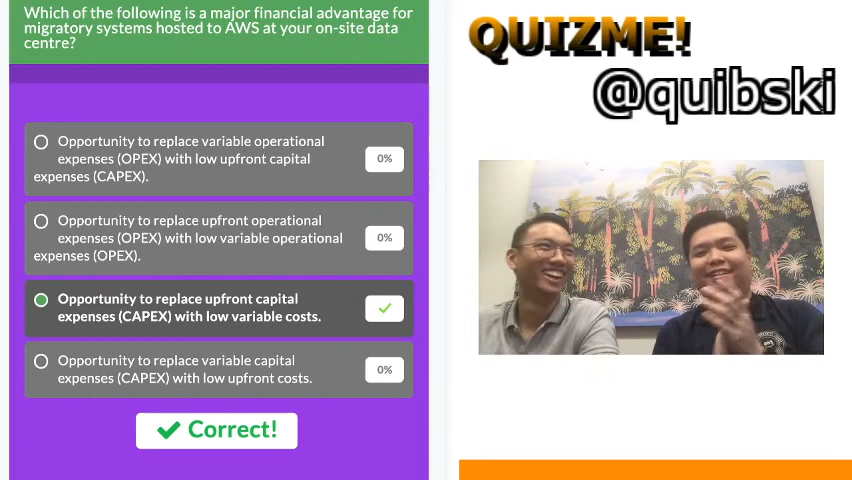 Which of the following is a major financial advantage for
migratory systems hosted to AWS at your on-site data
centre?
Opportunity to replace variable operational
expenses (OPEX) with low upfront capital
expenses (CAPEX).
0%
Opportunity to replace upfront operational
expenses (OPEX) with low variable operational
expenses (OPEX).
0%
Opportunity to replace upfront capital
expenses (CAPEX) with low variable costs.
Opportunity to replace variable capital
expenses (CAPEX) with low upfront costs.
0%
Correct!
QUIZME!
@quibski